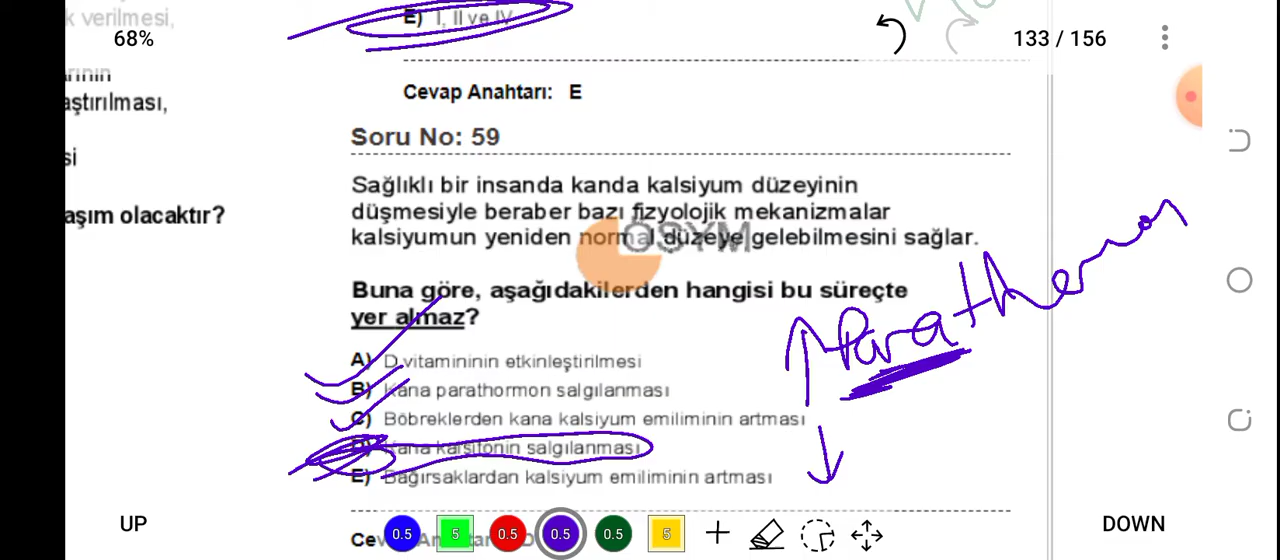 k verilmesi,
E) I, II ve IV
68%
133 / 156
arının
Cevap Anahtarı: E
aştırılması,
Soru No: 59
si
Sağlıklı bir insanda kanda kalsiyum düzeyinin
aşım olacaktır?
düşmesiyle beraber bazı fizyolojik mekanizmalar
kalsiyumun yeniden normal düzeye gelebilmesini sağlar.
ÖSYM
Buna göre, aşağıdakilerden hangisi bu süreçte
yer almaz?
Parathormon
A) D vitamininin etkinleştirilmesi
B) Kana parathormon salgılanması
C) Böbreklerden kana kalsiyum emiliminin artması
D) Kana kalsitonin salgılanması
E) Bağırsaklardan kalsiyum emiliminin artması
UP
0.5 5 0.5 0.5 0.5 5
DOWN